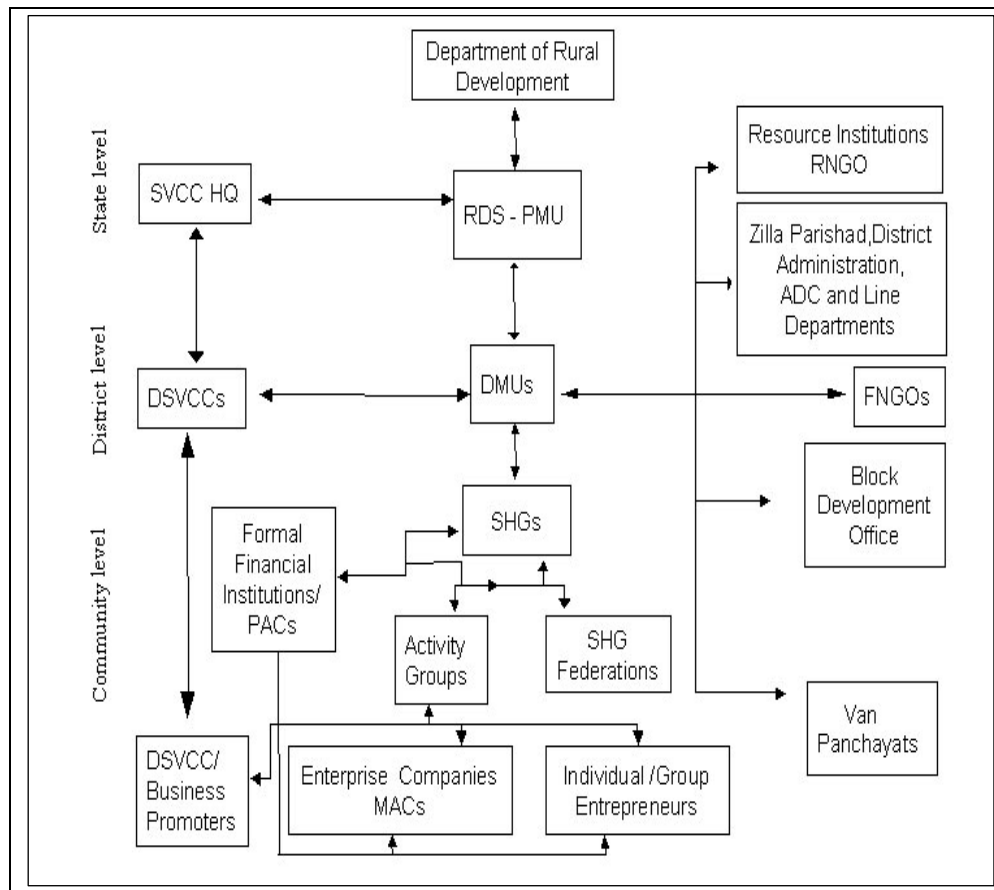 Department of Rural
Development
State level
SVCC HQ
RDS - PMU
Resource Institutions
RNGO
Zilla Parishad,District
Administration,
ADC and Line
Departments
District level
DSVCCs
DMUs
FNGOs
Block
Development
Office
Community level
Formal
Financial
Institutions/
PACs
SHGs
Activity
Groups
SHG
Federations
Van
Panchayats
DSVCC/
Business
Promoters
Enterprise Companies
MACs
Individual /Group
Entrepreneurs